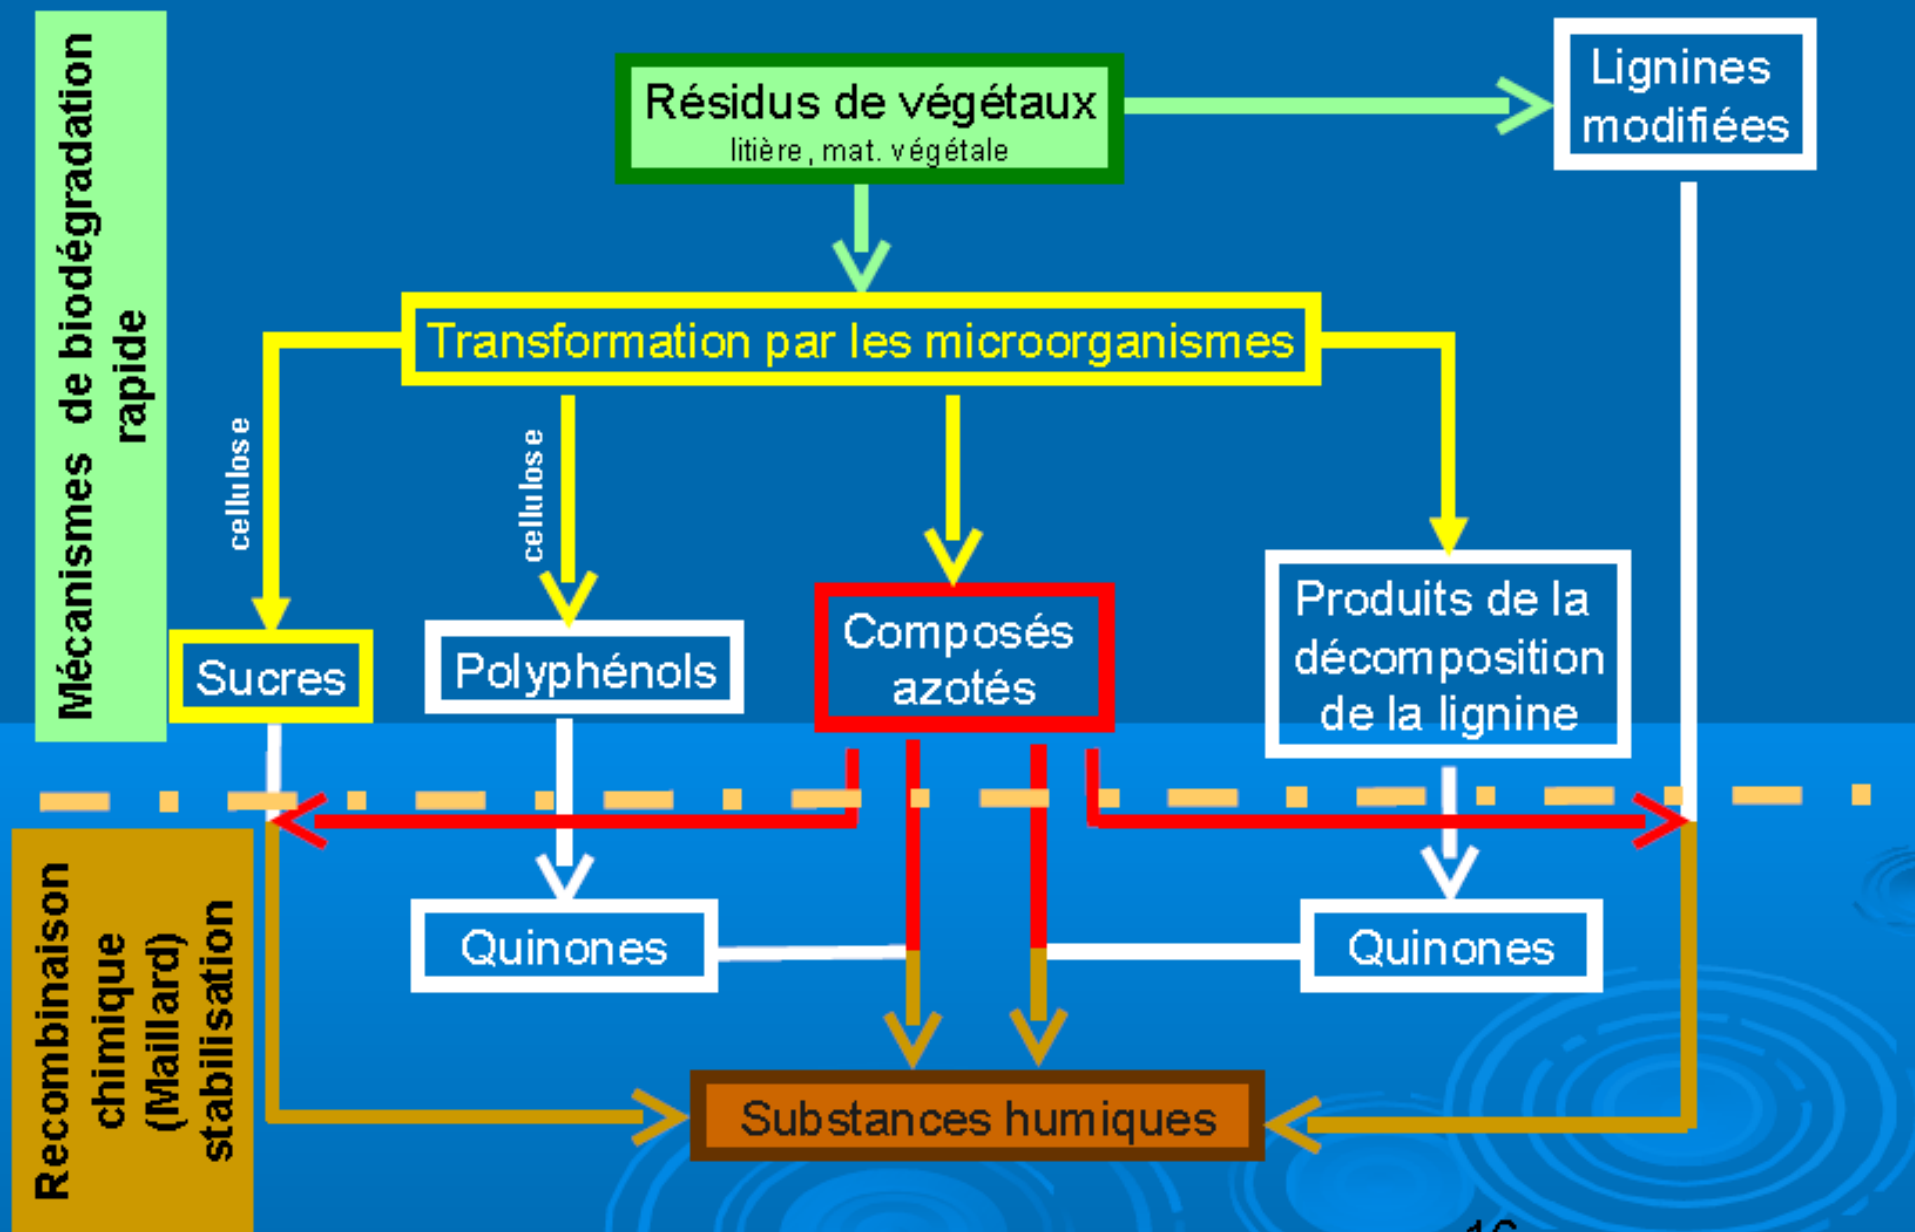 Mécanismes de biodégradation
rapide
Résidus de végétaux
litière, mat. végétale
Lignines
modifiées
Transformation par les microorganismes
cellulose
cellulose
Sucres
Polyphénols
Composés
azotés
Produits de la
décomposition
de la lignine
Recombinaison
chimique
(Maillard)
stabilisation
Quinones
Quinones
Substances humiques